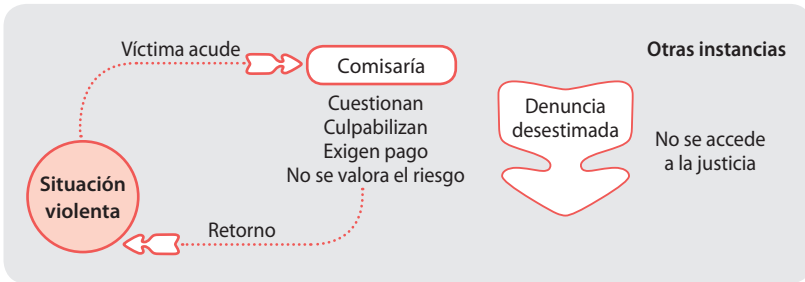 Víctima acude
Comisaría
Cuestionan
Culpabilizan
Exigen pago
No se valora el riesgo
Situación
violenta
Retorno
Denuncia
desestimada
Otras instancias
No se accede
a la justicia